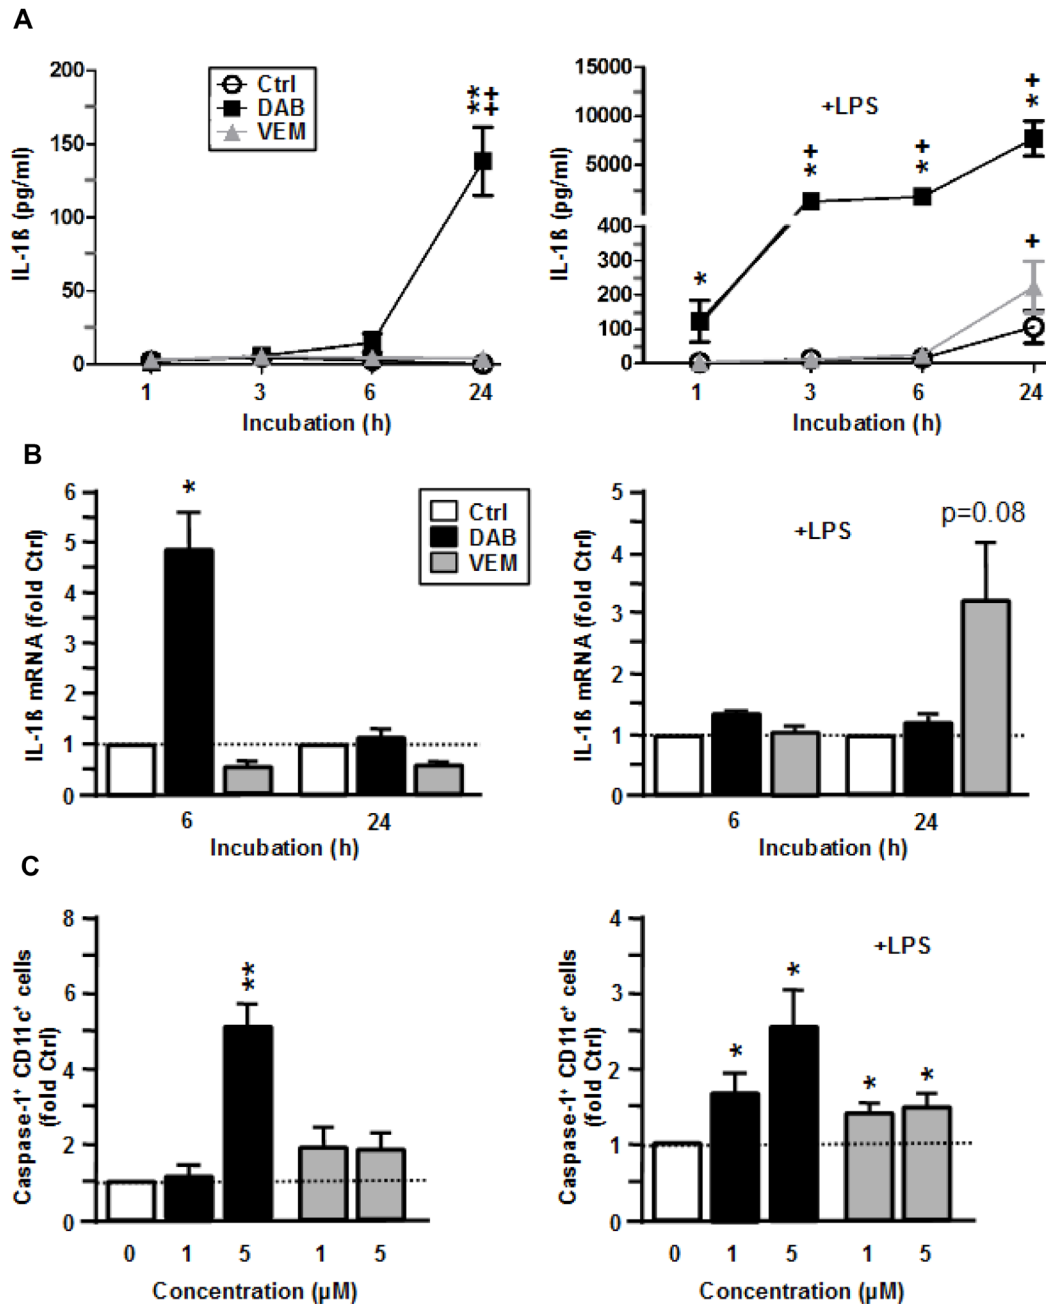 A
200
150
100
50
0
IL-1ß (pg/ml)
Ctrl
DAB
VEM
** ++
1 3 6 24
Incubation (h)
15000
10000
5000
400
300
200
100
0
IL-1ß (pg/ml)
+LPS
*
+
*
+
*
+
*
+
1 3 6 24
Incubation (h)
B
6
5
4
3
2
1
0
IL-1ß mRNA (fold Ctrl)
*
Ctrl
DAB
VEM
6 24
Incubation (h)
5
4
3
2
1
0
IL-1ß mRNA (fold Ctrl)
+LPS
p=0.08
6 24
Incubation (h)
C
8
6
4
2
0
Caspase-1⁺ CD11c⁺ cells
(fold Ctrl)
**
0 1 5 1 5
Concentration (µM)
4
3
2
1
0
Caspase-1⁺ CD11c⁺ cells
(fold Ctrl)
+LPS
* * * *
0 1 5 1 5
Concentration (µM)